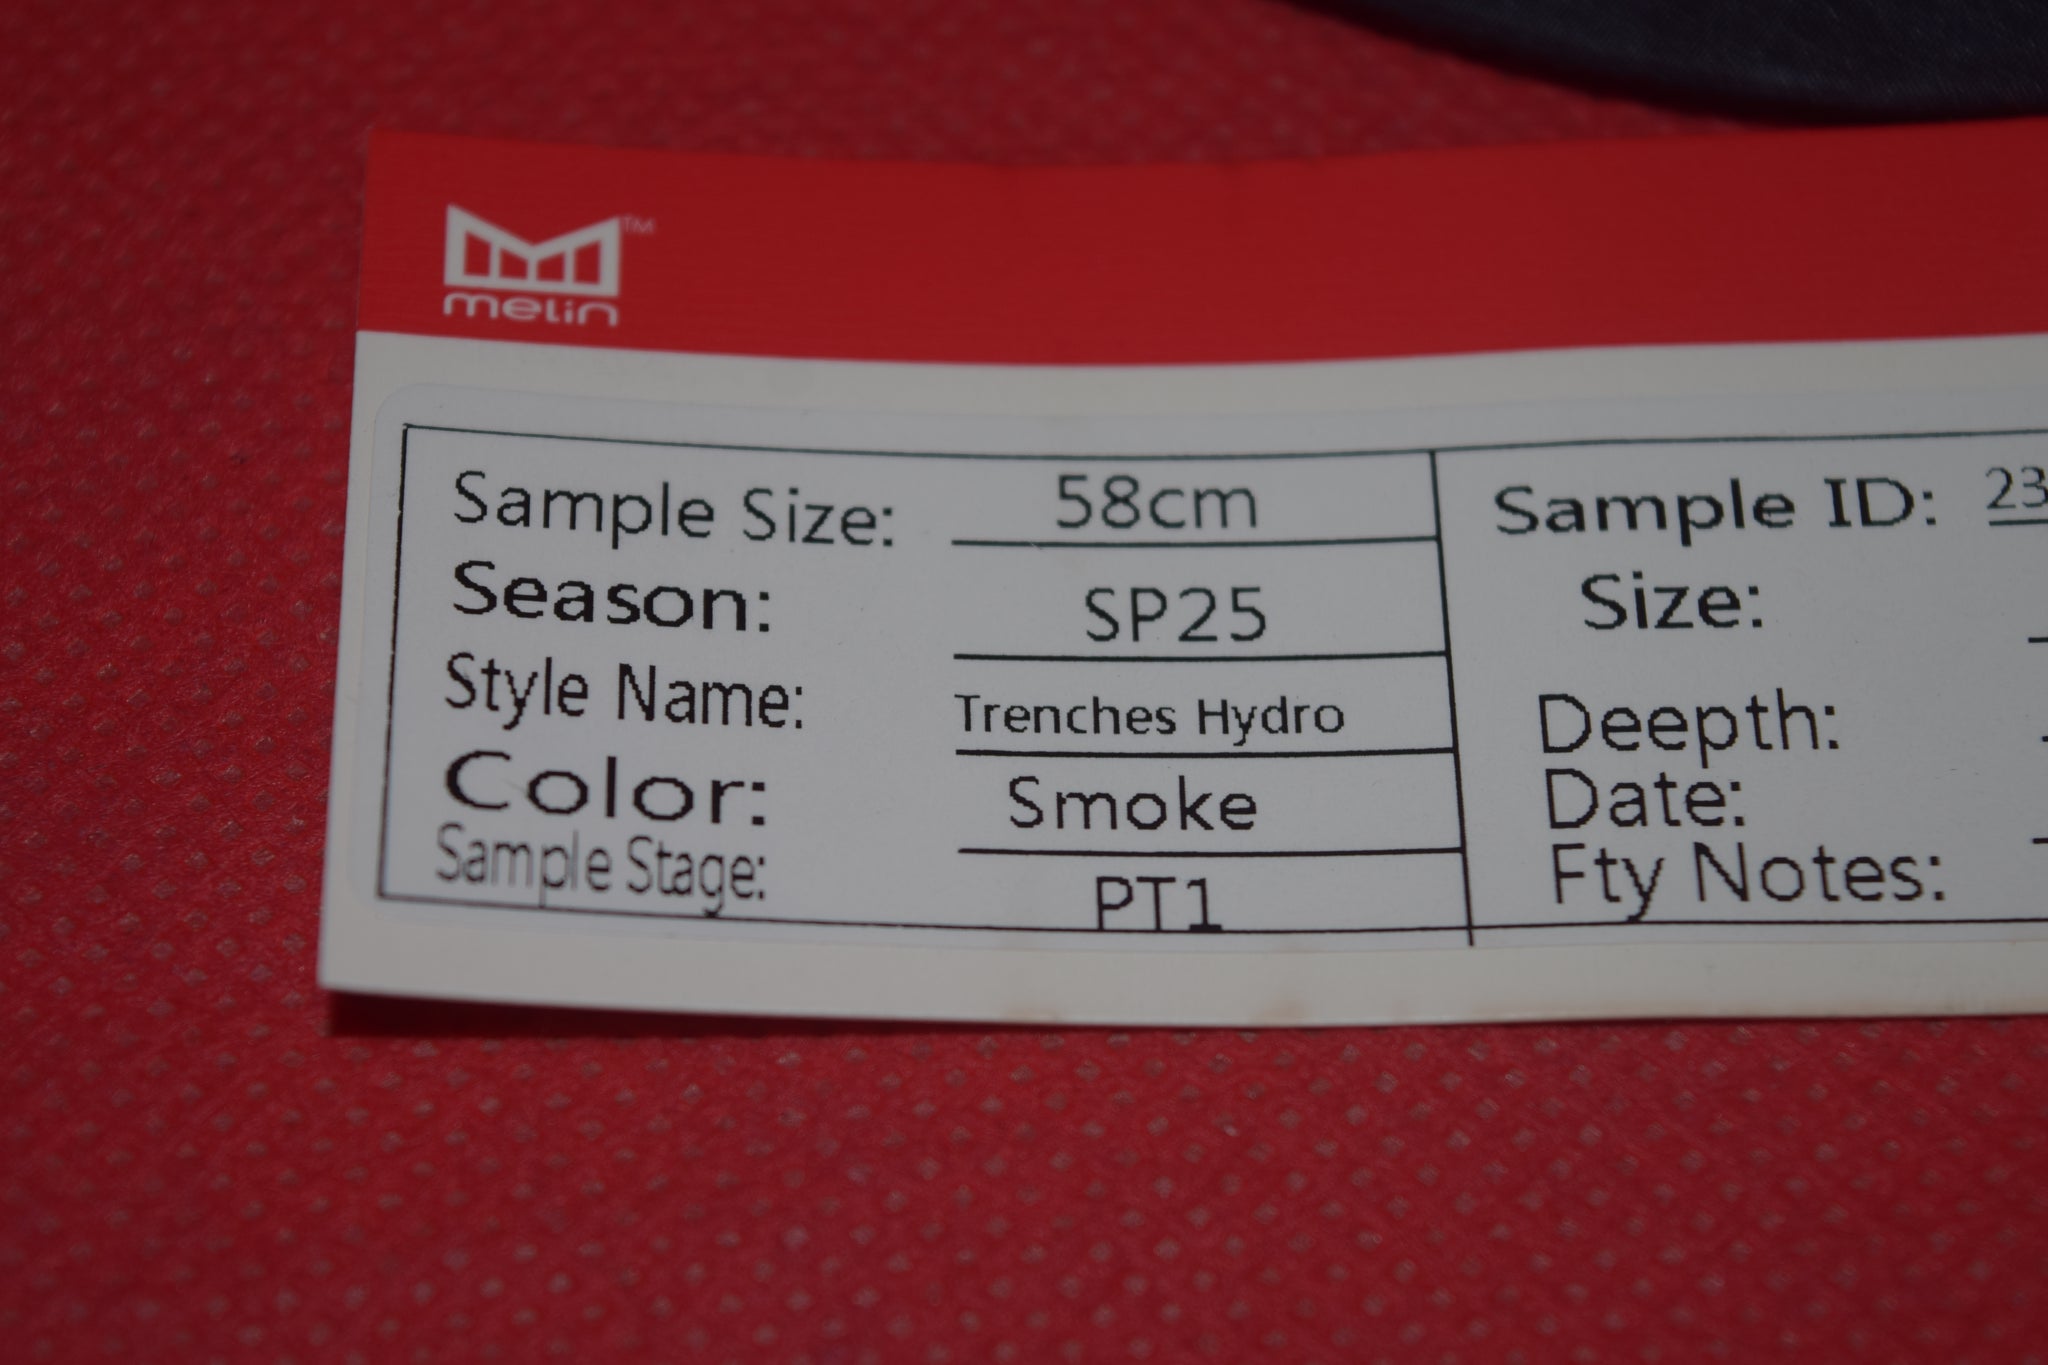 TM
melin
Sample Size: 58cm
Season: SP25
Style Name: Trenches Hydro
Color: Smoke
Sample Stage: PT1
Sample ID: 23
Size:
Deepth:
Date:
Fty Notes: